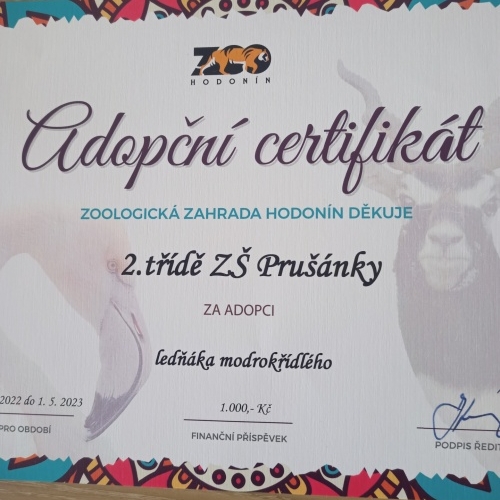 ZOO
HODONÍN
Adopční certifikát
ZOOLOGICKÁ ZAHRADA HODONÍN DĚKUJE
2.třídě ZŠ Prušánky
ZA ADOPCI
ledňáka modrokřídlého
2022 do 1. 5. 2023
1.000,- Kč
PRO OBDOBÍ
FINANČNÍ PŘÍSPĚVEK
PODPIS ŘEDIT